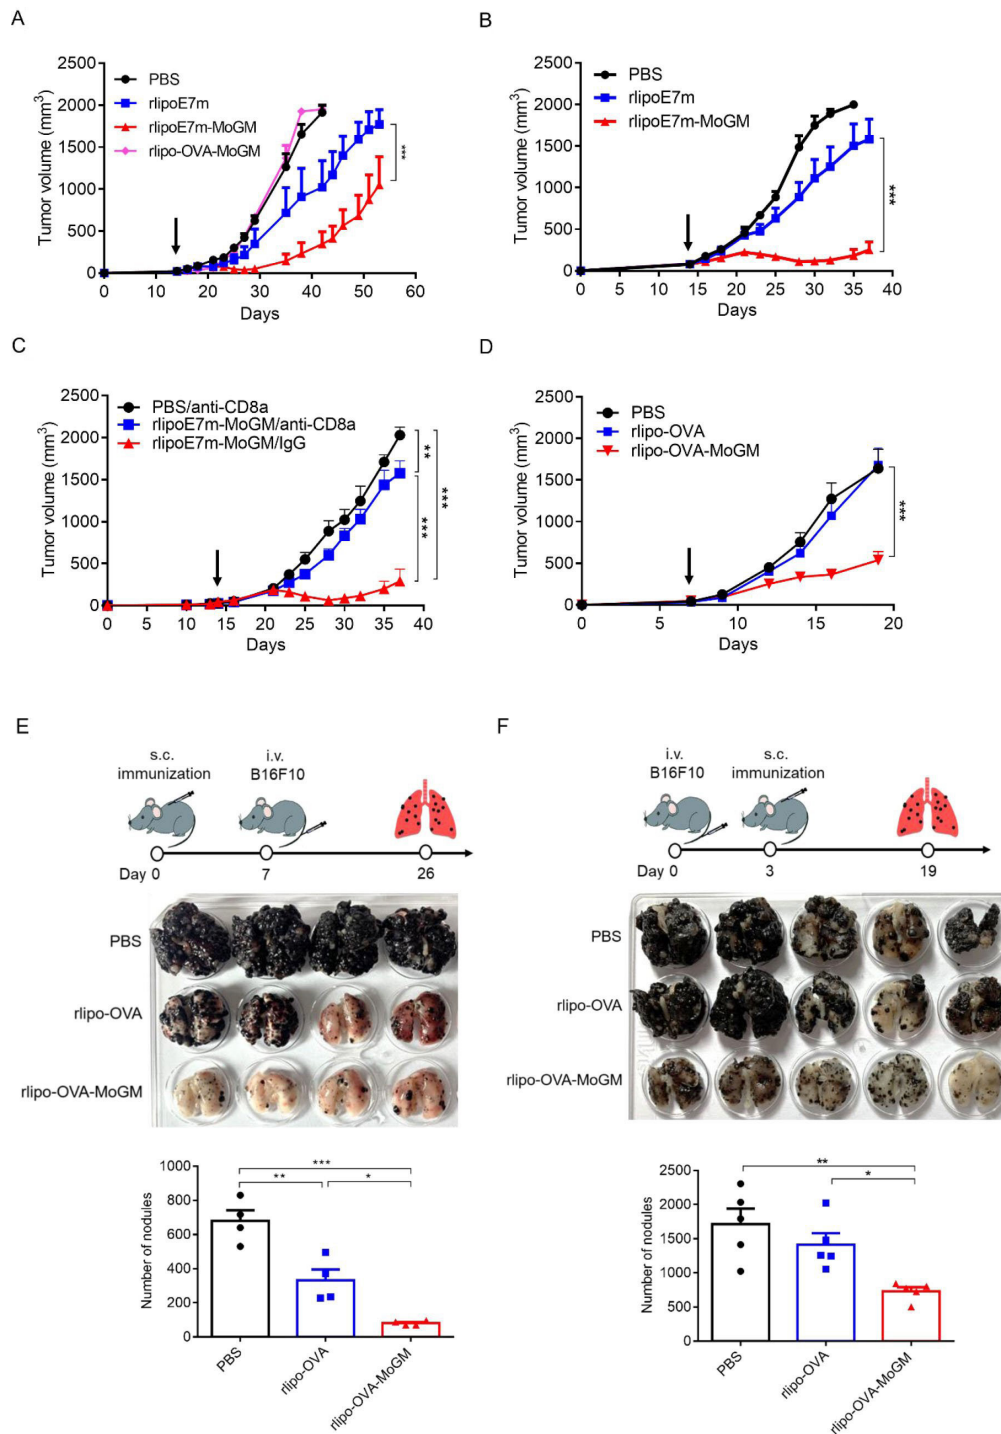 A
2500
2000
1500
1000
500
0
Tumor volume (mm³)
0 10 20 30 40 50 60
Days
PBS
rlipoE7m
rlipoE7m-MoGM
rlipo-OVA-MoGM
***
B
2500
2000
1500
1000
500
0
Tumor volume (mm³)
0 5 10 15 20 25 30 35 40
Days
PBS
rlipoE7m
rlipoE7m-MoGM
***
C
2500
2000
1500
1000
500
0
Tumor volume (mm³)
0 5 10 15 20 25 30 35 40
Days
PBS/anti-CD8a
rlipoE7m-MoGM/anti-CD8a
rlipoE7m-MoGM/IgG
**
***
***
D
2500
2000
1500
1000
500
0
Tumor volume (mm³)
0 5 10 15 20
Days
PBS
rlipo-OVA
rlipo-OVA-MoGM
***
E
s.c.
immunization
i.v.
B16F10
Day 0 7 26
PBS
rlipo-OVA
rlipo-OVA-MoGM
1000
800
600
400
200
0
Number of nodules
***
** *
PBS
rlipo-OVA
rlipo-OVA-MoGM
F
i.v.
B16F10
s.c.
immunization
Day 0 3 19
PBS
rlipo-OVA
rlipo-OVA-MoGM
2500
2000
1500
1000
500
0
Number of nodules
**
*
PBS
rlipo-OVA
rlipo-OVA-MoGM